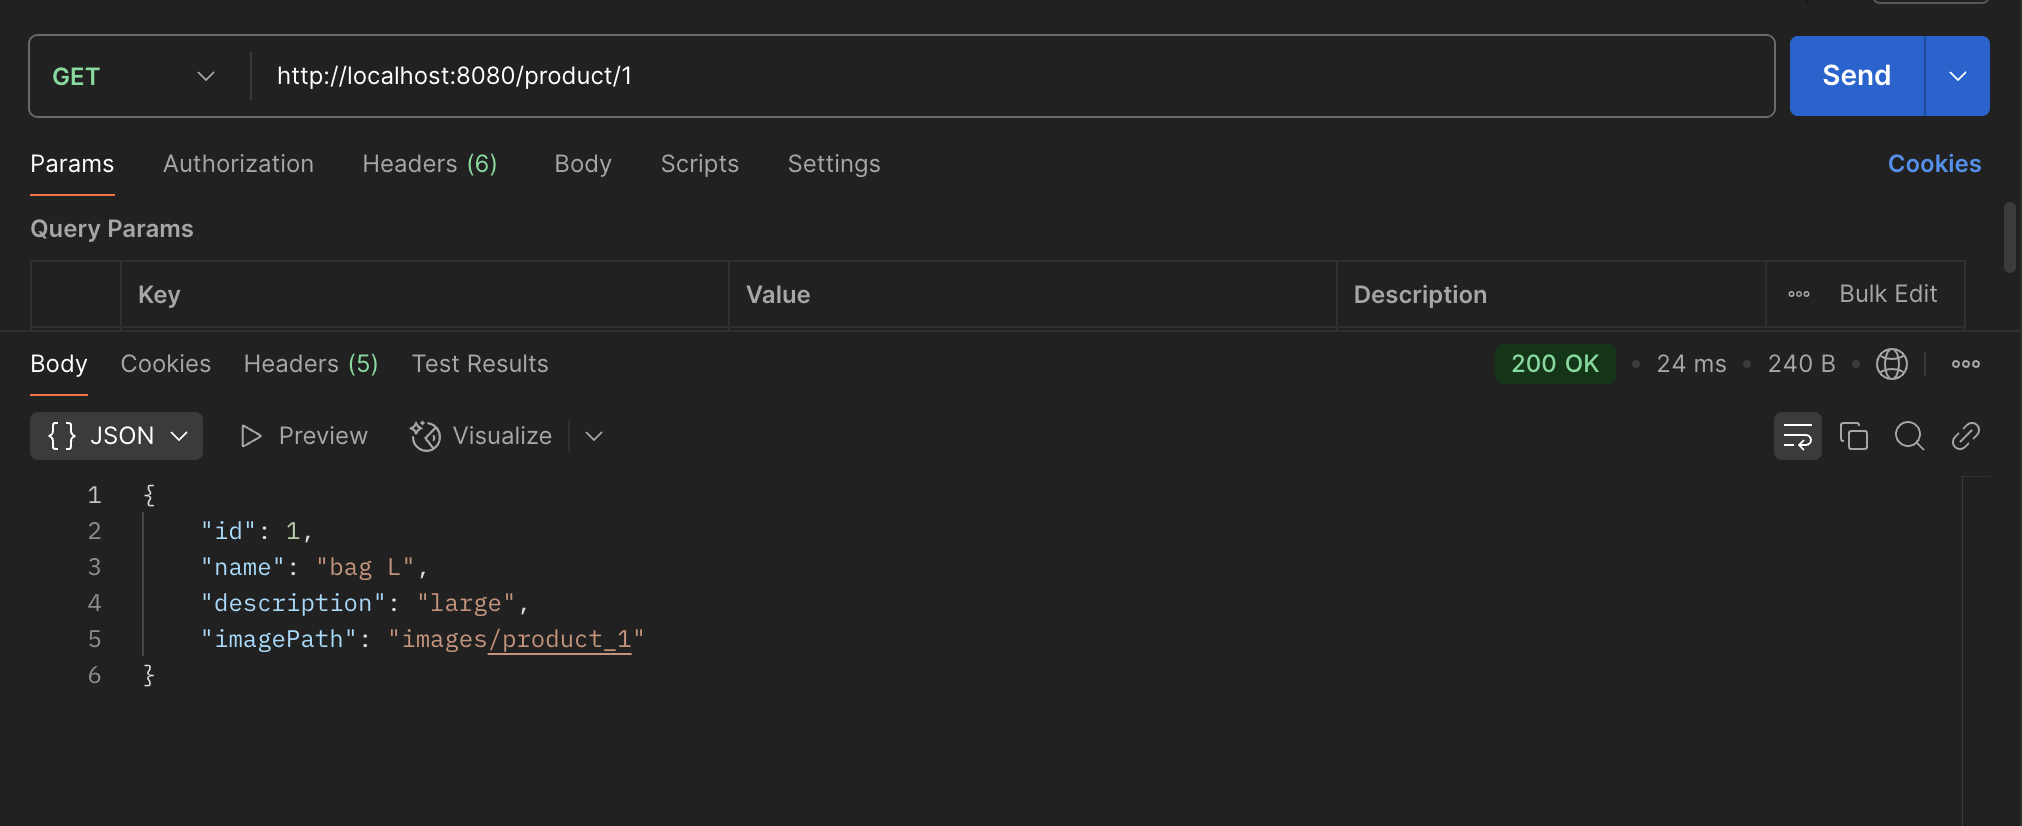 GET http://localhost:8080/product/1 Send
Params Authorization Headers (6) Body Scripts Settings Cookies
Query Params
Key Value Description Bulk Edit
Body Cookies Headers (5) Test Results 200 OK • 24 ms • 240 B •
{} JSON Preview Visualize
1 {
2 "id": 1,
3 "name": "bag L",
4 "description": "large",
5 "imagePath": "images/product_1"
6 }